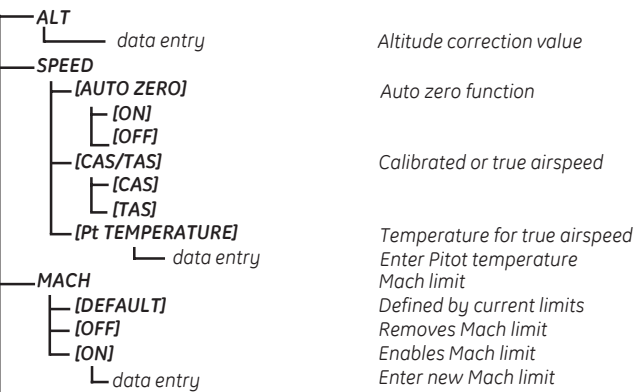 ALT
data entry Altitude correction value
SPEED
[AUTO ZERO] Auto zero function
[ON]
[OFF]
[CAS/TAS] Calibrated or true airspeed
[CAS]
[TAS]
[Pt TEMPERATURE] Temperature for true airspeed
data entry Enter Pitot temperature
MACH Mach limit
[DEFAULT] Defined by current limits
[OFF] Removes Mach limit
[ON] Enables Mach limit
data entry Enter new Mach limit